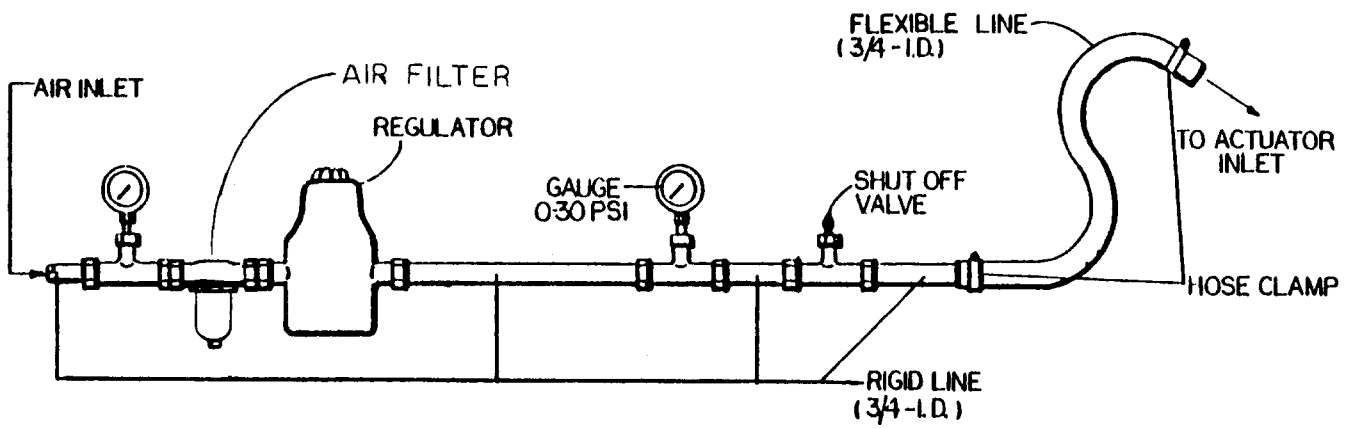 FLEXIBLE LINE
(3/4-I.D.)
AIR INLET
AIR FILTER
REGULATOR
TO ACTUATOR
INLET
GAUGE
0-30 PSI
SHUT OFF
VALVE
HOSE CLAMP
RIGID LINE
(3/4-I.D.)